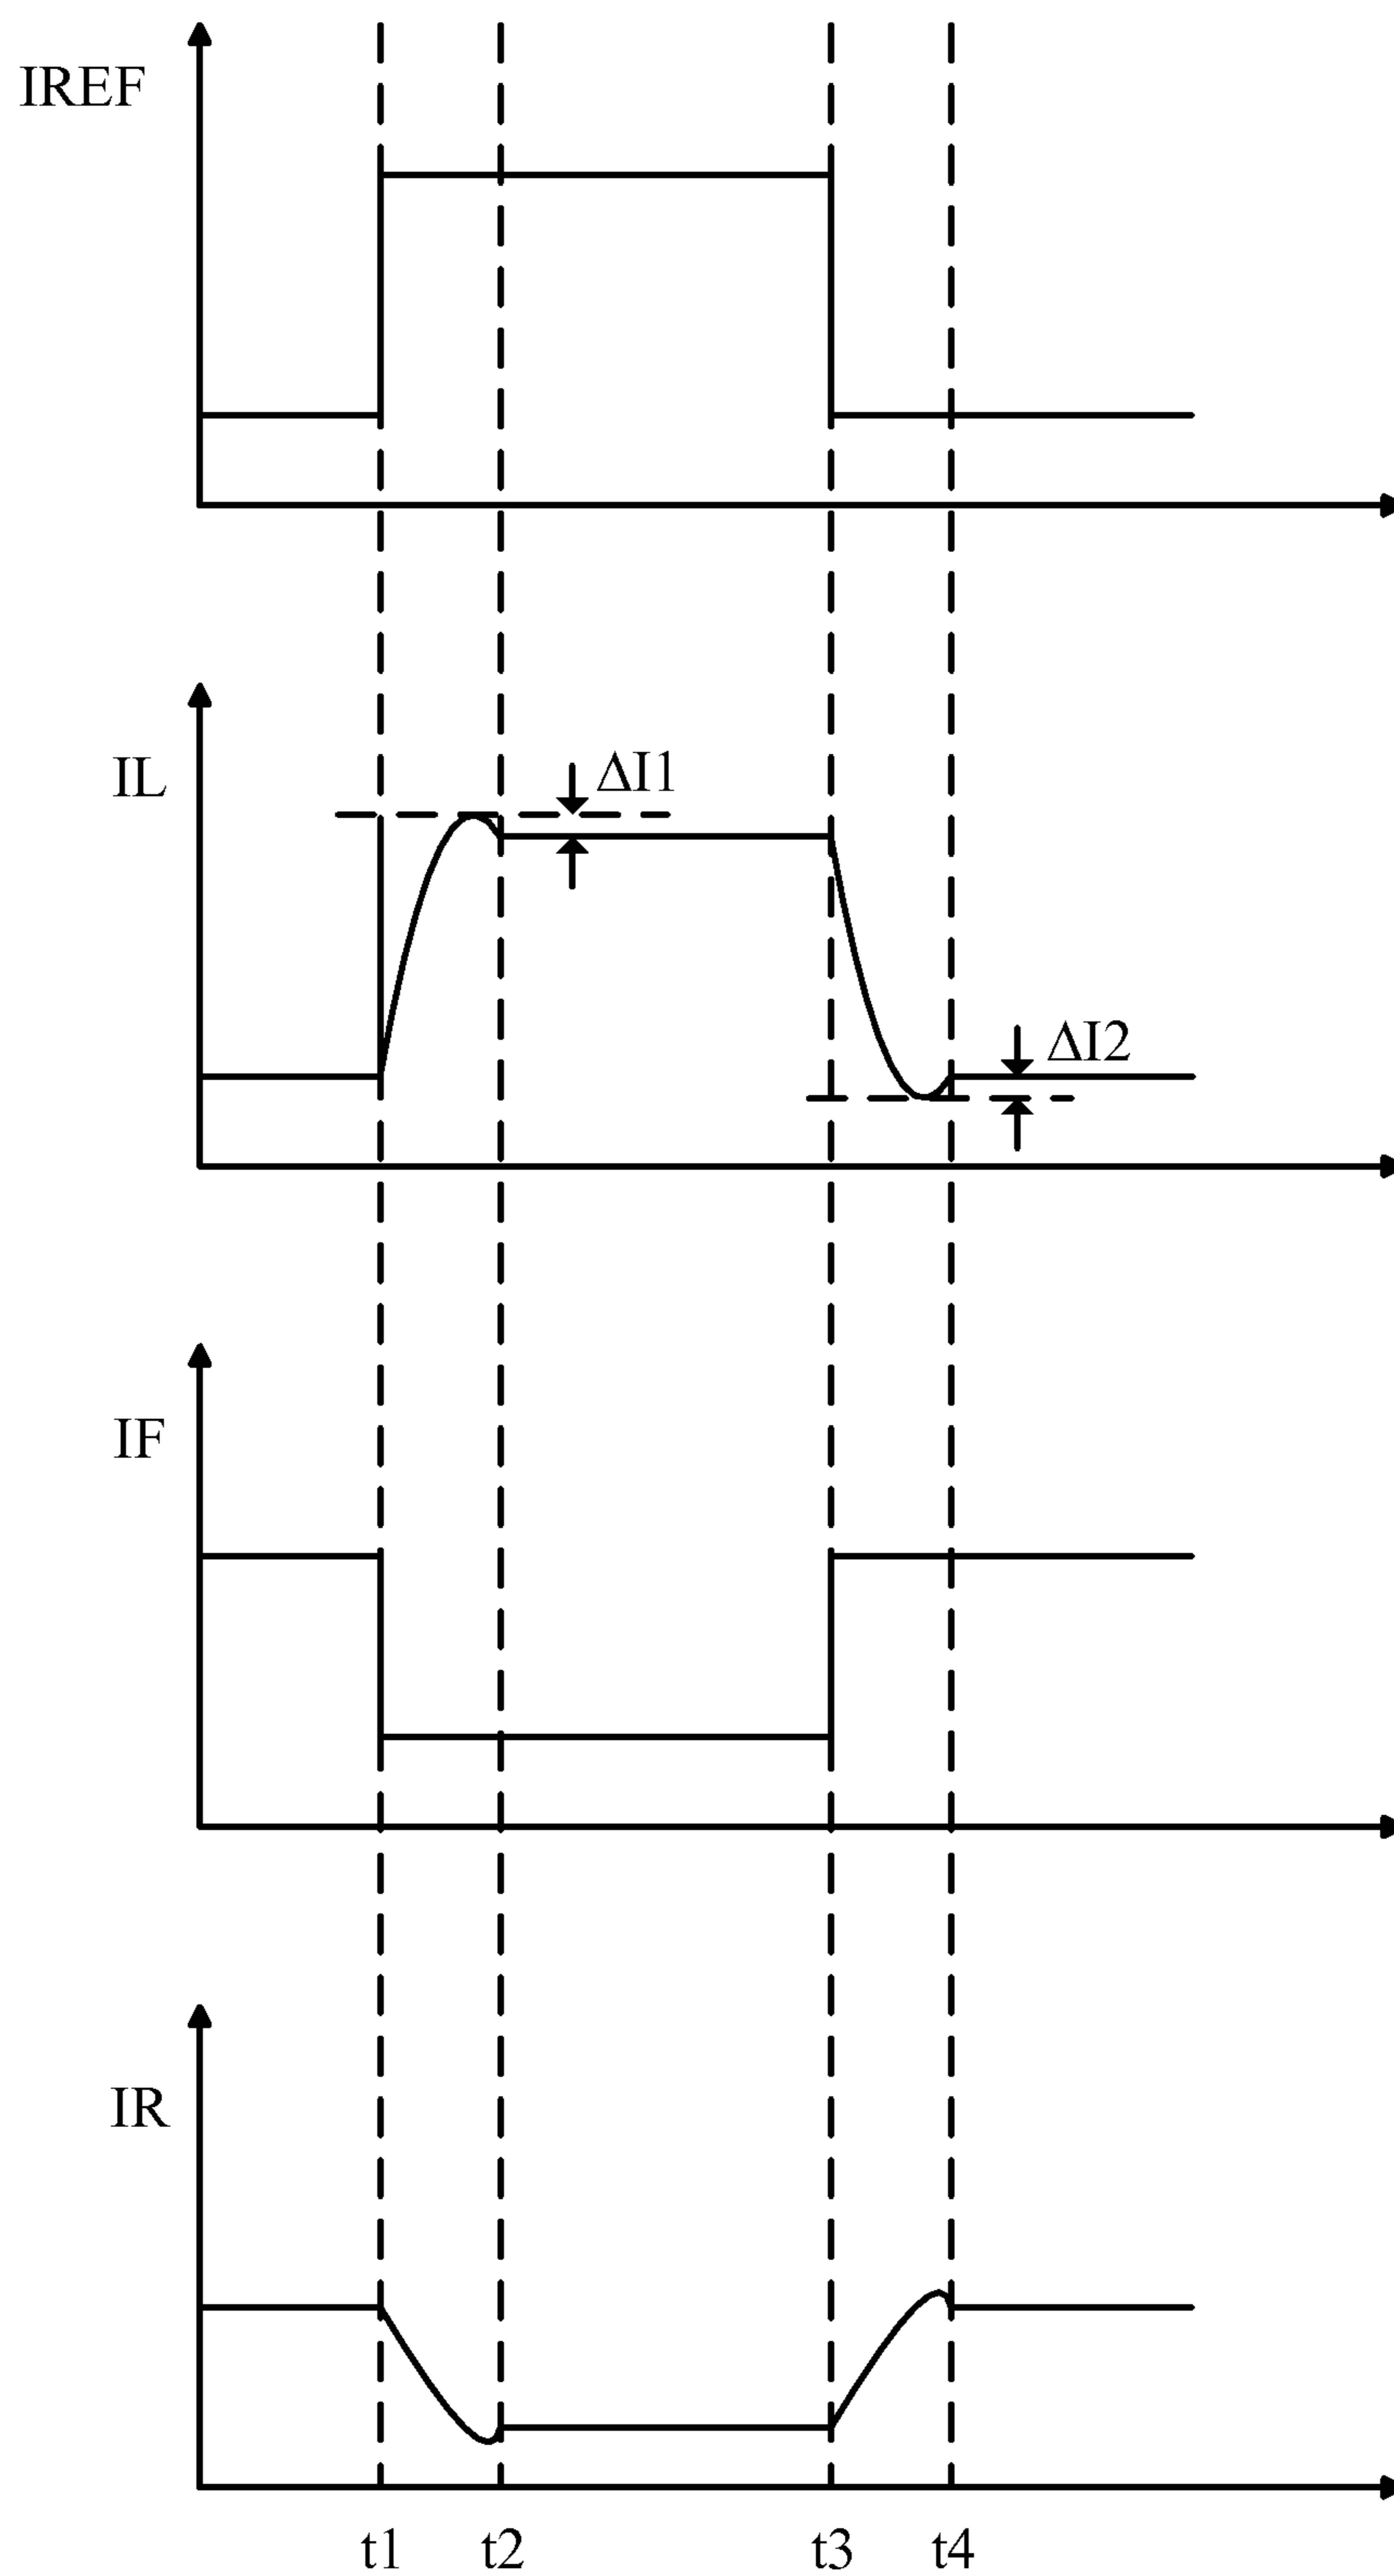 IREF
IL
ΔI1
ΔI2
IF
IR
t1 t2 t3 t4